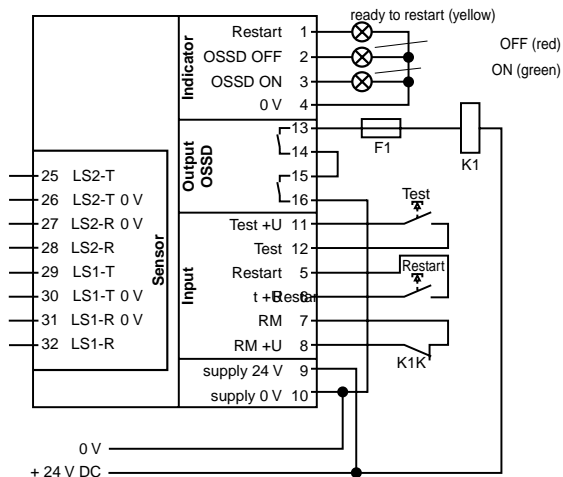 ready to restart (yellow)
Restart 1
OFF (red)
OSSD OFF 2
OSSD ON 3
ON (green)
0 V 4
Indicator
13
F1
K1
14
15
16
Output
OSSD
25 LS2-T
26 LS2-T 0 V
27 LS2-R 0 V
28 LS2-R
29 LS1-T
30 LS1-T 0 V
31 LS1-R 0 V
32 LS1-R
Sensor
Input
Test
Test +U 11
Test 12
Restart 5
Restart
t +U 6
RM 7
RM +U 8
K1K
supply 24 V 9
supply 0 V 10
0 V
+ 24 V DC